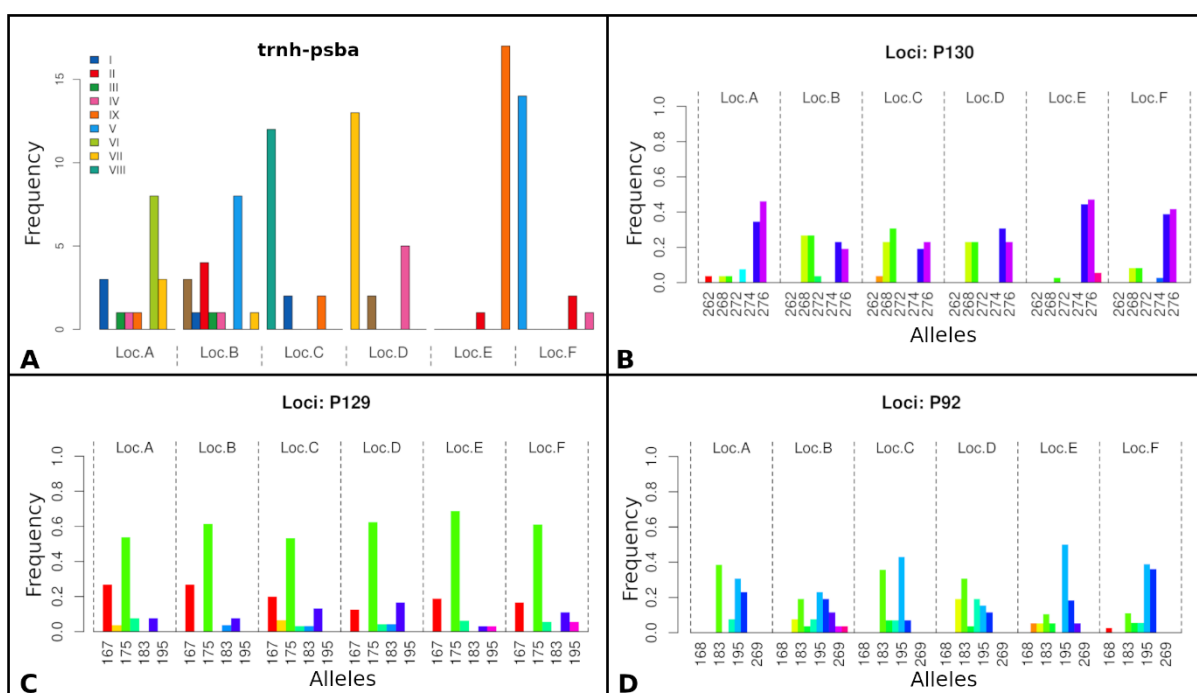 trnh-psba
I
II
III
IV
IX
V
VI
VII
VIII
Frequency
0 5 10 15
Loc.A Loc.B Loc.C Loc.D Loc.E Loc.F
A
Loci: P130
Loc.A Loc.B Loc.C Loc.D Loc.E Loc.F
Frequency
0.0 0.2 0.4 0.6 0.8 1.0
262 268 272 274 276 262 268 272 274 276 262 268 272 274 276 262 268 272 274 276 262 268 272 274 276 262 268 272 274 276
Alleles
B
Loci: P129
Loc.A Loc.B Loc.C Loc.D Loc.E Loc.F
Frequency
0.0 0.2 0.4 0.6 0.8 1.0
167 175 183 195 167 175 183 195 167 175 183 195 167 175 183 195 167 175 183 195 167 175 183 195
Alleles
C
Loci: P92
Loc.A Loc.B Loc.C Loc.D Loc.E Loc.F
Frequency
0.0 0.2 0.4 0.6 0.8 1.0
168 183 195 269 168 183 195 269 168 183 195 269 168 183 195 269 168 183 195 269 168 183 195 269
Alleles
D